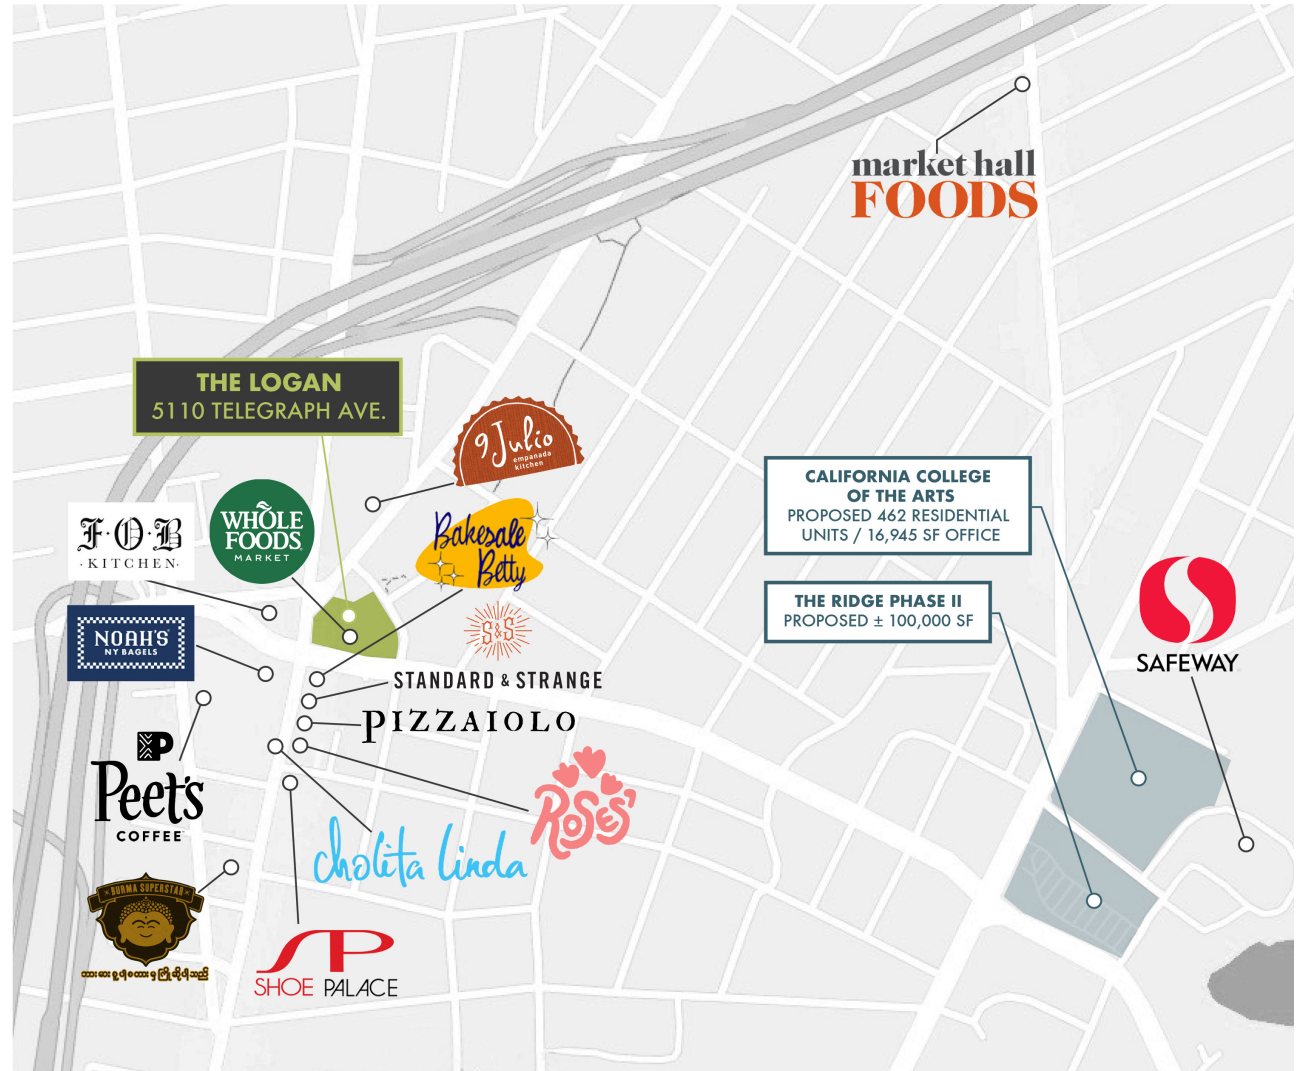 market hall
FOODS
THE LOGAN
5110 TELEGRAPH AVE.
9 Julio
empanada
kitchen
WHOLE
FOODS
MARKET
F·O·B
·KITCHEN·
Bakesale
Betty
NOAH'S
NY BAGELS
S&S
STANDARD & STRANGE
PIZZAIOLO
CALIFORNIA COLLEGE
OF THE ARTS
PROPOSED 462 RESIDENTIAL
UNITS / 16,945 SF OFFICE
THE RIDGE PHASE II
PROPOSED ± 100,000 SF
SAFEWAY
P
Peet's
COFFEE
ROSES'
cholita linda
BURMA SUPERSTAR
SP
SHOE PALACE